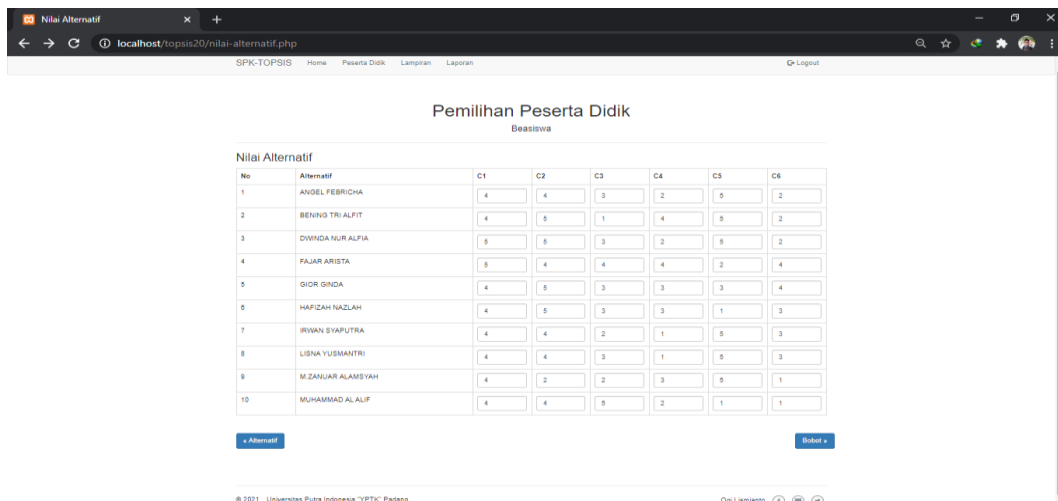 Nilai Alternatif
localhost/topsis20/nilai-alternatif.php
SPK-TOPSIS Home Peserta Didik Lampiran Laporan Logout
Pemilihan Peserta Didik
Beasiswa
Nilai Alternatif
No Alternatif C1 C2 C3 C4 C5 C6
1 ANGEL FEBRICHA 4 4 3 2 5 2
2 BENING TRI ALFIT 4 5 1 4 5 2
3 DWINDA NUR ALFIA 5 5 3 2 5 2
4 FAJAR ARISTA 5 4 4 4 2 4
5 GIOR GINDA 4 5 3 3 3 4
6 HAFIZAH NAZLAH 4 5 3 3 1 3
7 IRWAN SYAPUTRA 4 4 2 1 5 3
8 LISNA YUSMANTRI 4 4 3 1 5 3
9 M.ZANUAR ALAMSYAH 4 2 2 3 5 1
10 MUHAMMAD AL ALIF 4 4 5 2 1 1
« Alternatif Bobot »
© 2021 Universitas Putra Indonesia "YPTK" Padang